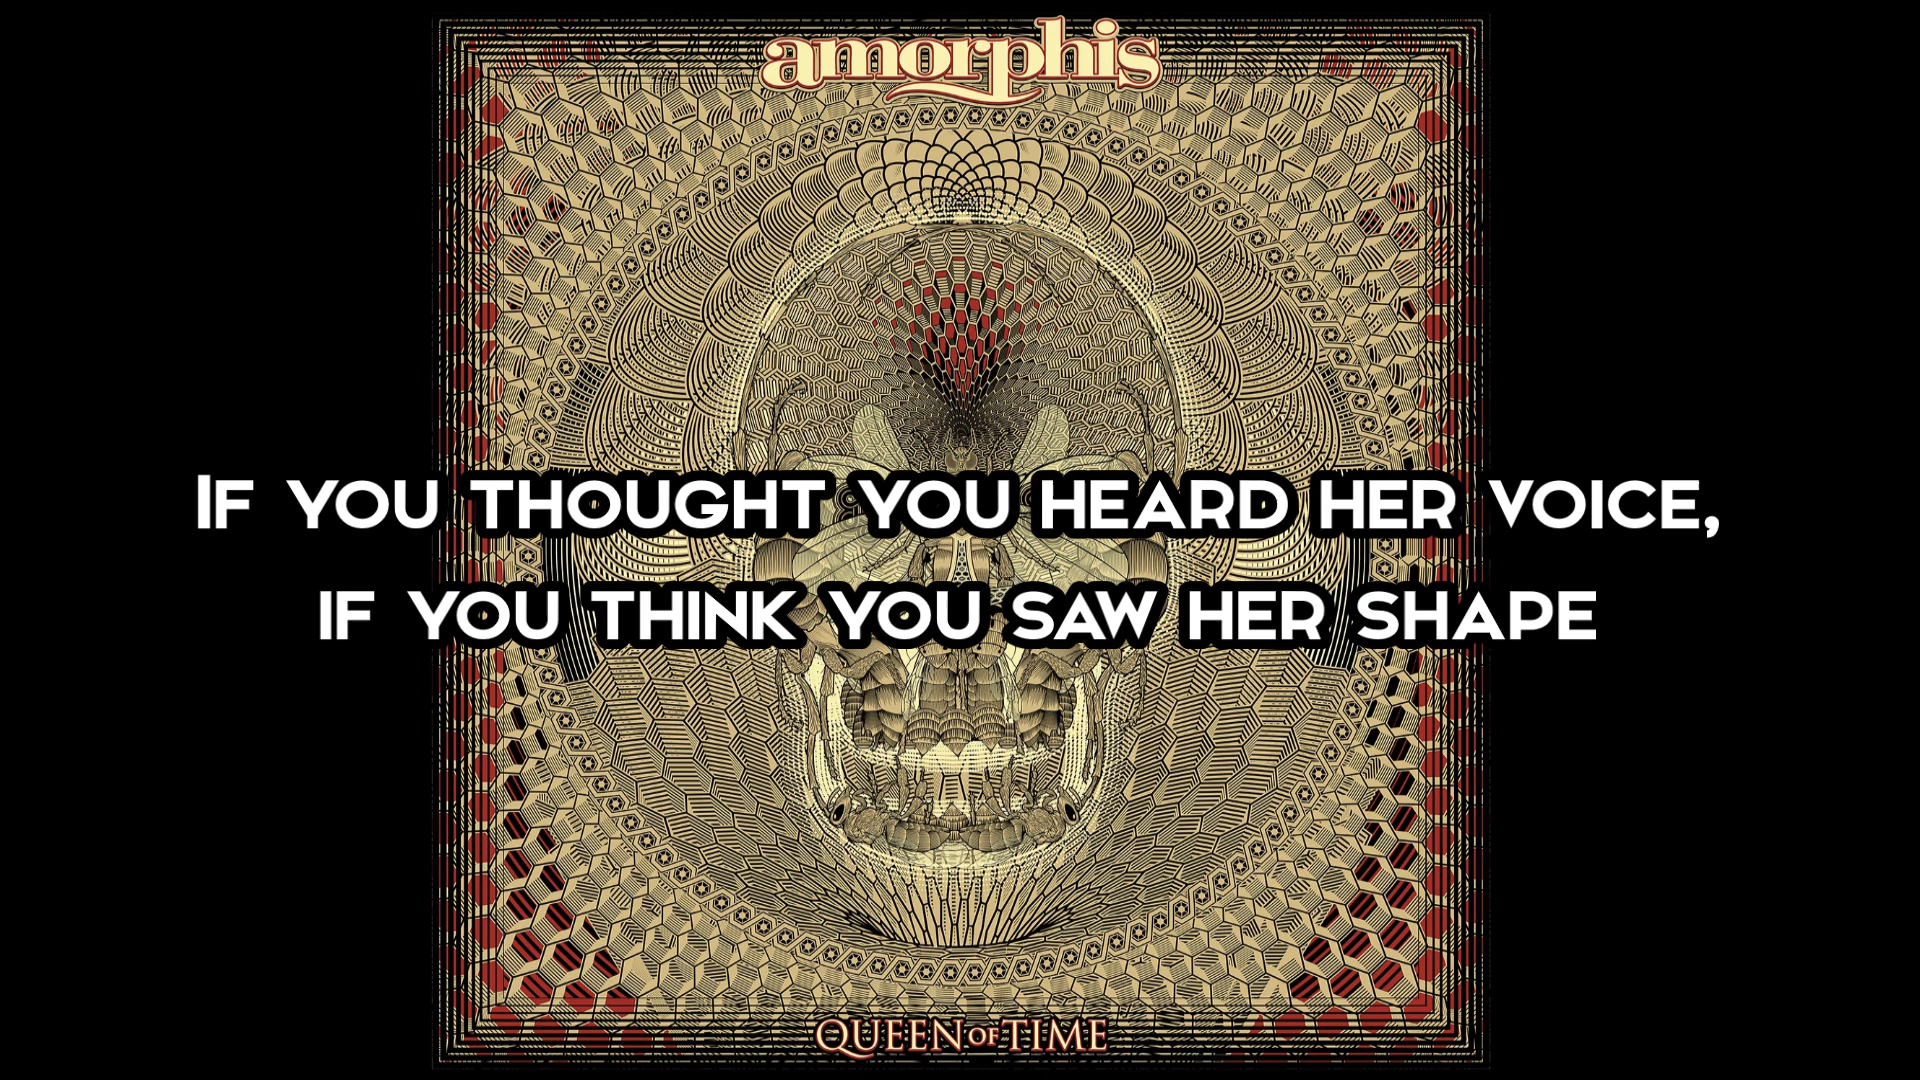 amorphis
If you thought you heard her voice,
if you think you saw her shape
QUEEN OF TIME